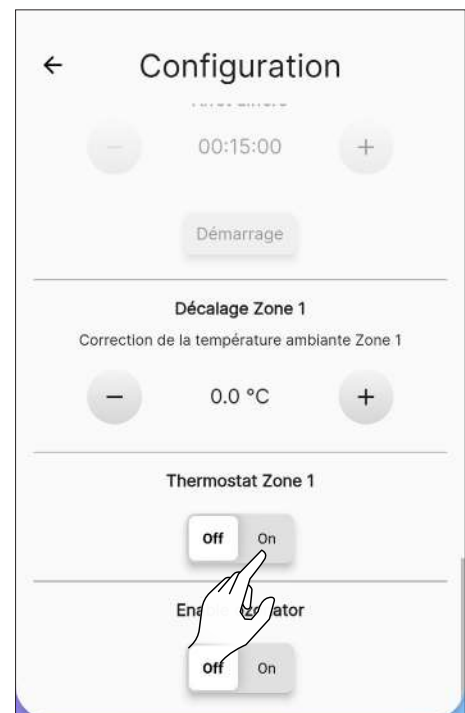 Configuration
00:15:00
Démarrage
Décalage Zone 1
Correction de la température ambiante Zone 1
0.0 °C
Thermostat Zone 1
Off On
Off On